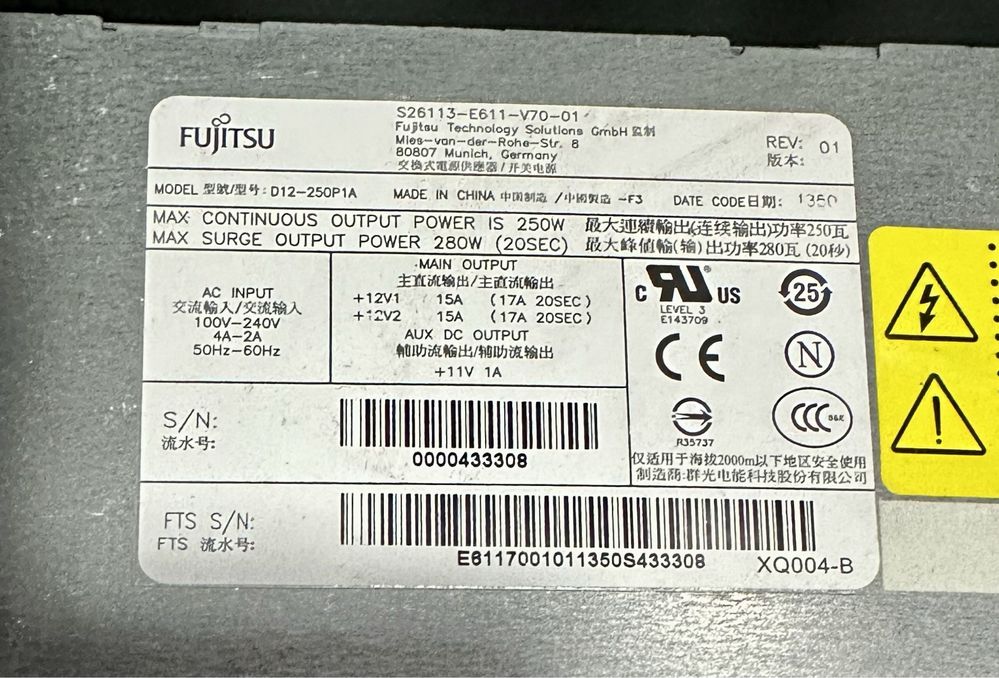 FUJITSU
S26113-E611-V70-01
Fujitsu Technology Solutions GmbH 监制
Mies-van-der-Rohe-Str. 8
80807 Munich, Germany
交換式電源供應器/开关电源
REV: 01
版本:
MODEL 型號/型号: D12-250P1A MADE IN CHINA 中国制造 /中國製造 -F3 DATE CODE日期: 1350
MAX CONTINUOUS OUTPUT POWER IS 250W 最大連續輸出(连续输出)功率250瓦
MAX SURGE OUTPUT POWER 280W (20SEC) 最大峰值輸(输)出功率280瓦 (20秒)
AC INPUT
交流輸入/交流输入
100V-240V
4A-2A
50Hz-60Hz
MAIN OUTPUT
主直流输出/主直流輸出
+12V1 15A (17A 20SEC)
+12V2 15A (17A 20SEC)
AUX DC OUTPUT
輔助流輸出/辅助流输出
+11V 1A
c RU ® US
LEVEL 3
E143709
25
CE
N
R35737
CCC S&E
仅适用于海拔2000m以下地区安全使用
制造商:群光电能科技股份有限公司
S/N:
流水号:
0000433308
FTS S/N:
FTS 流水号:
E6117001011350S433308
XQ004-B